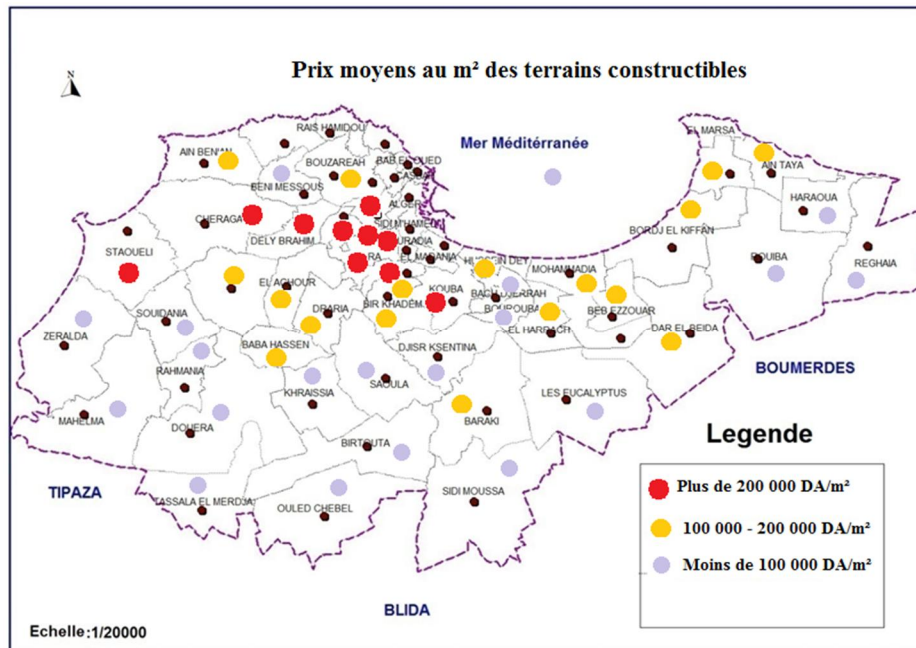 Prix moyens au m² des terrains constructibles
N
RAIS HAMIDOU
EL MARSA
Mer Méditérranée
AIN BENIAN
BOUZAREAH
BAB EL OUED
AIN TAYA
BENI MESSOUS
HARAOUA
CHERAGA
DELY BRAHIM
SIDI M'HAMED
BORDJ EL KIFFAN
STAOUELI
EL MADANIA
HUSSEIN DEY
MOHAMMADIA
ROUIBA
REGHAIA
EL ACHOUR
KOUBA
BACH DJERRAH
SOUIDANIA
DRARIA
BIR KHADEM
BOUROUBA
BEB EZZOUAR
ZERALDA
BABA HASSEN
EL HARRACH
DAR EL BEIDA
RAHMANIA
DJISR KSENTINA
BOUMERDES
KHRAISSIA
SAOULA
LES EUCALYPTUS
MAHELMA
DOUERA
BARAKI
Legende
BIRTOUTA
TIPAZA
Plus de 200 000 DA/m²
TASSALA EL MERDJA
OULED CHEBEL
SIDI MOUSSA
100 000 - 200 000 DA/m²
Moins de 100 000 DA/m²
BLIDA
Echelle:1/20000